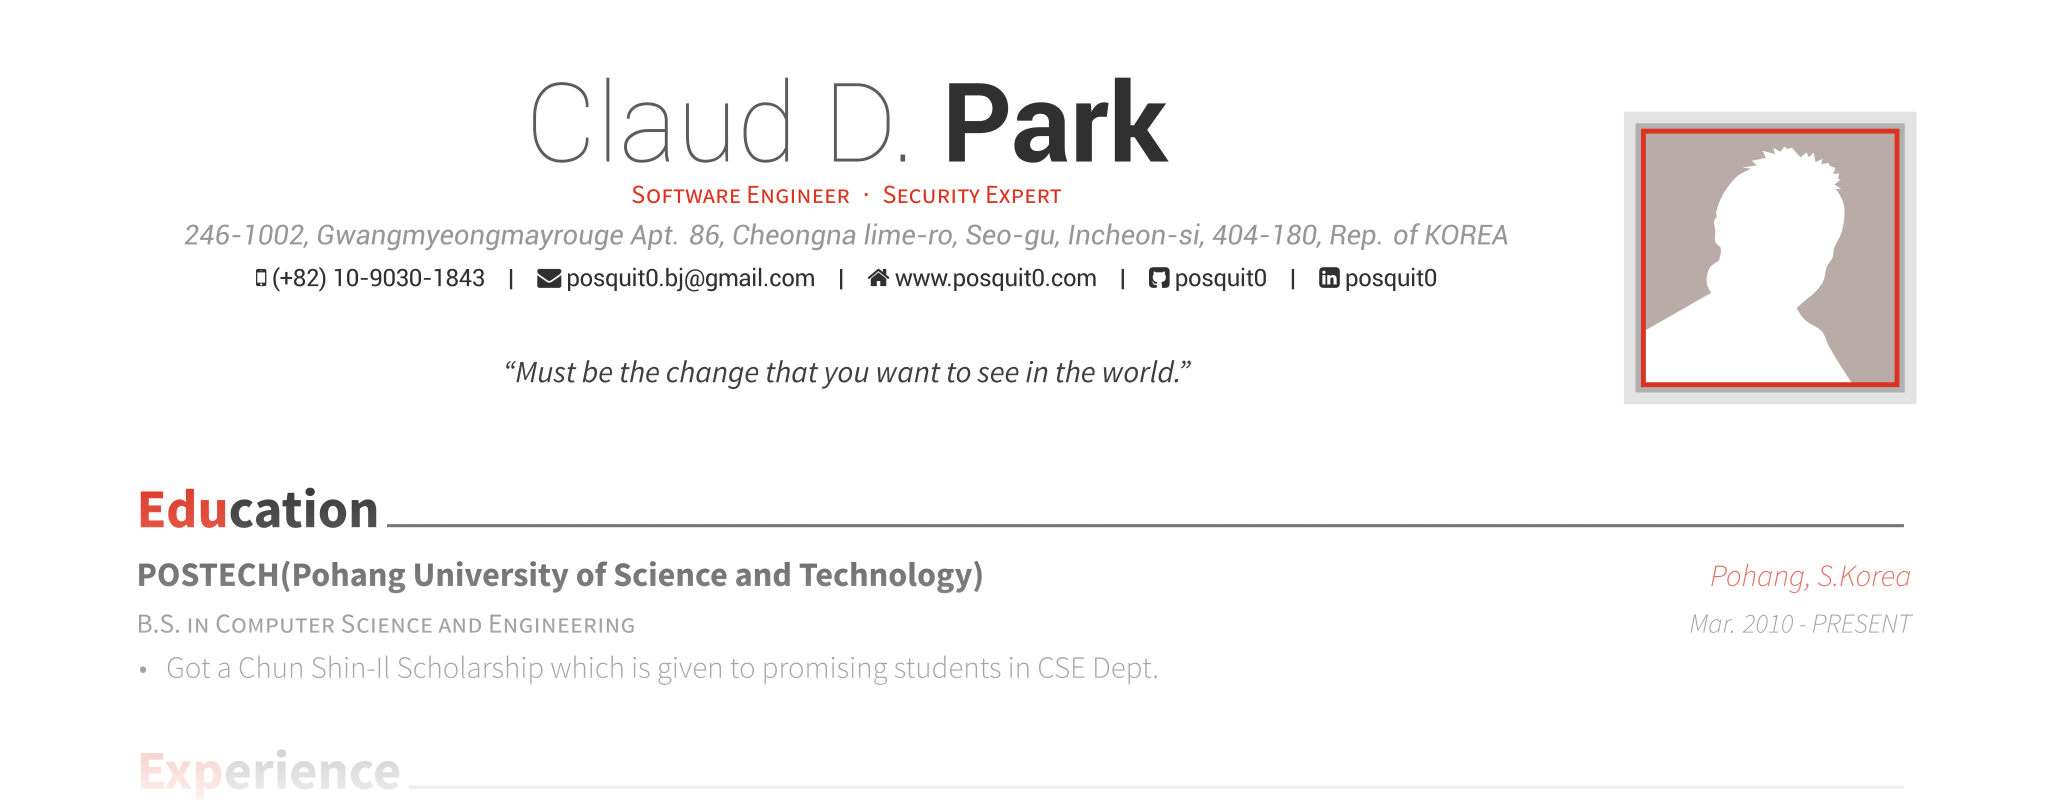 Claud D. Park
Software Engineer · Security Expert
246-1002, Gwangmyeongmayrouge Apt. 86, Cheongna lime-ro, Seo-gu, Incheon-si, 404-180, Rep. of KOREA
(+82) 10-9030-1843 | posquit0.bj@gmail.com | www.posquit0.com | posquit0 | in posquit0
“Must be the change that you want to see in the world.”
Education
POSTECH(Pohang University of Science and Technology) Pohang, S.Korea
B.S. in Computer Science and Engineering Mar. 2010 - PRESENT
• Got a Chun Shin-Il Scholarship which is given to promising students in CSE Dept.
Experience